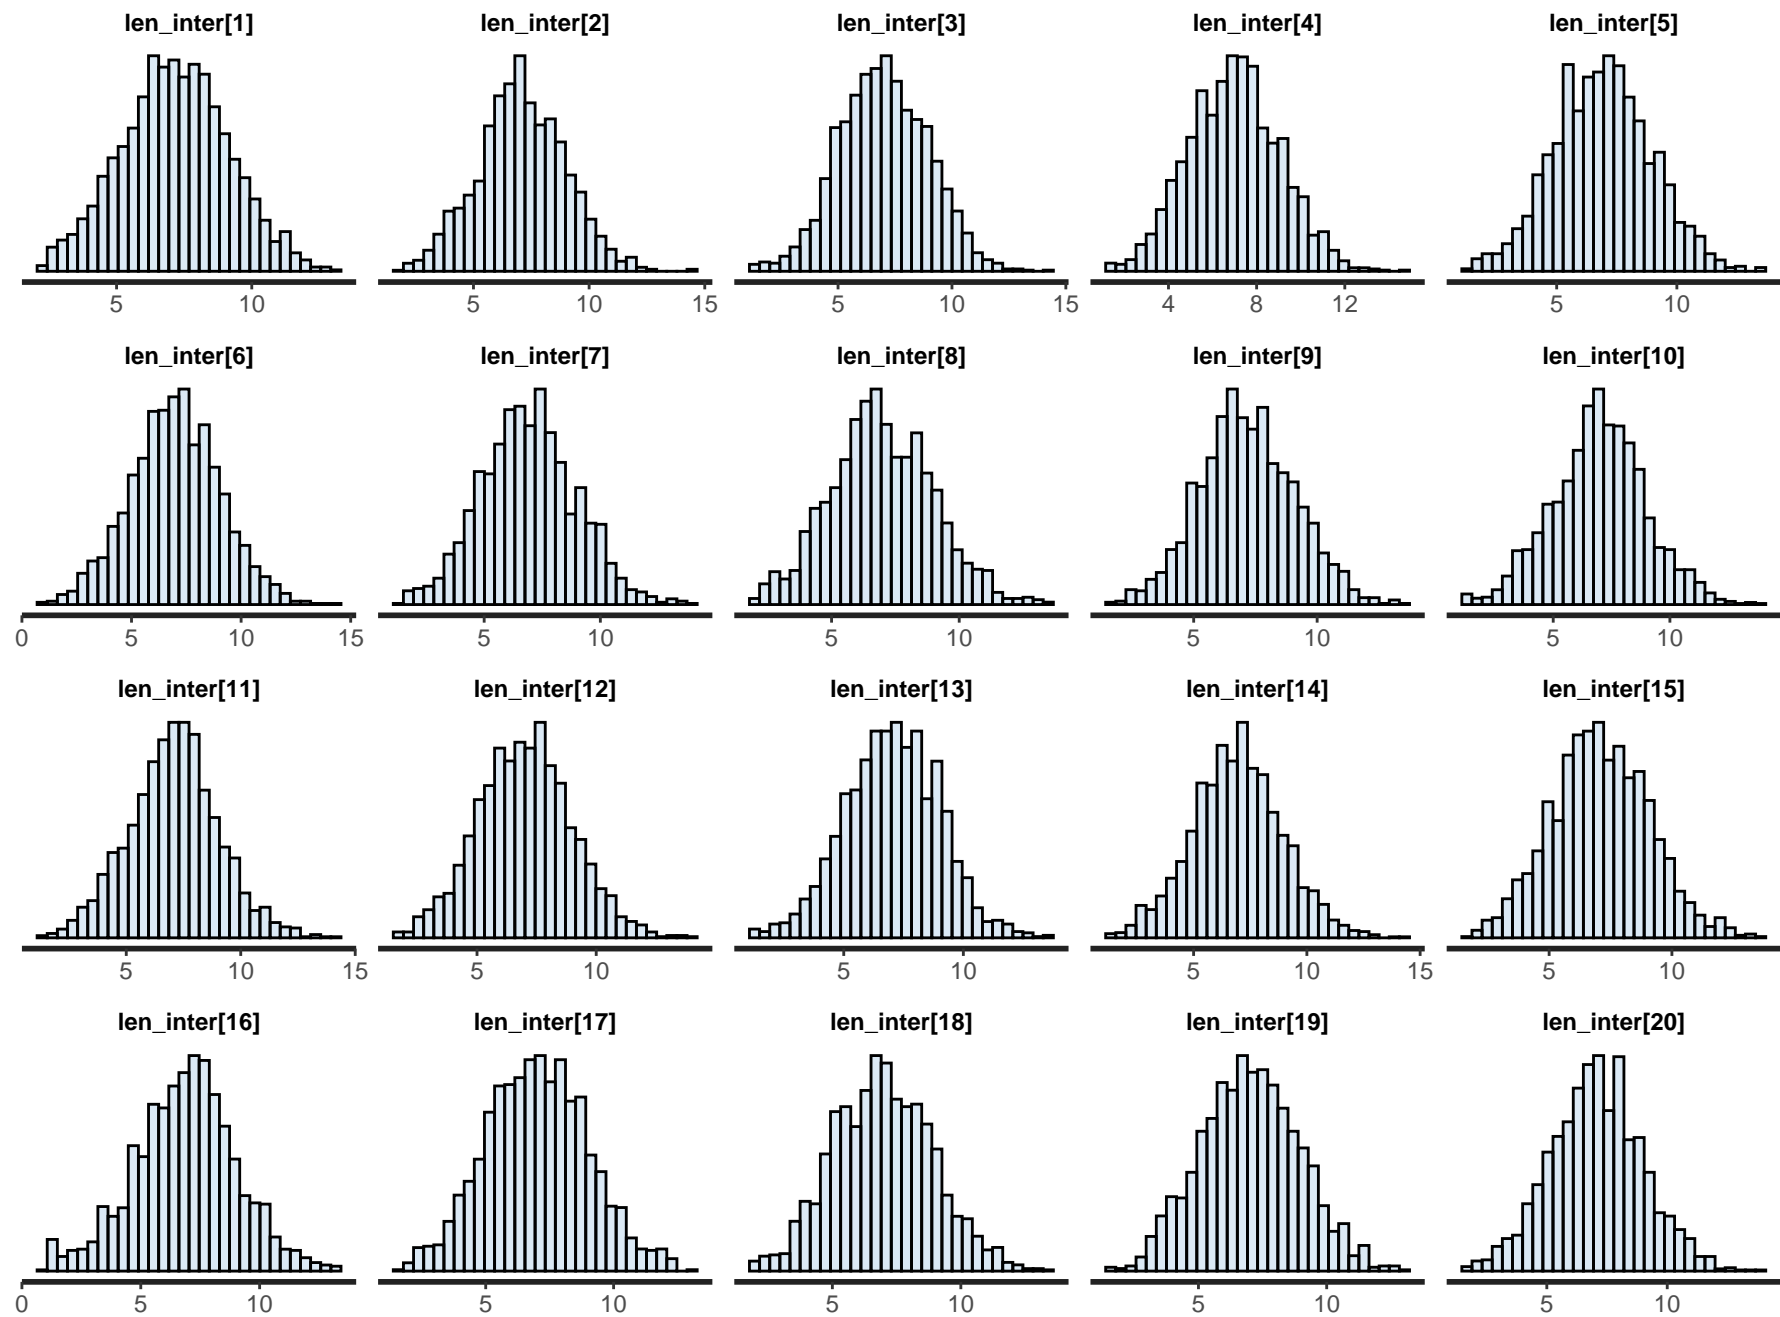 len_inter[1] len_inter[2] len_inter[3] len_inter[4] len_inter[5]
5 10 5 10 15 5 10 15 4 8 12 5 10
len_inter[6] len_inter[7] len_inter[8] len_inter[9] len_inter[10]
0 5 10 15 5 10 5 10 5 10 5 10
len_inter[11] len_inter[12] len_inter[13] len_inter[14] len_inter[15]
5 10 15 5 10 5 10 5 10 15 5 10
len_inter[16] len_inter[17] len_inter[18] len_inter[19] len_inter[20]
0 5 10 5 10 5 10 5 10 5 10